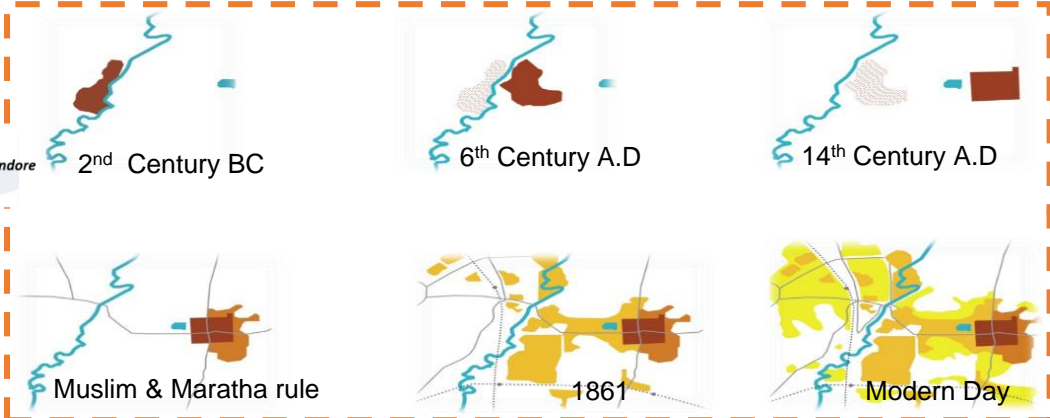 2nd Century BC
6th Century A.D
14th Century A.D
ndore
Muslim & Maratha rule
1861
Modern Day